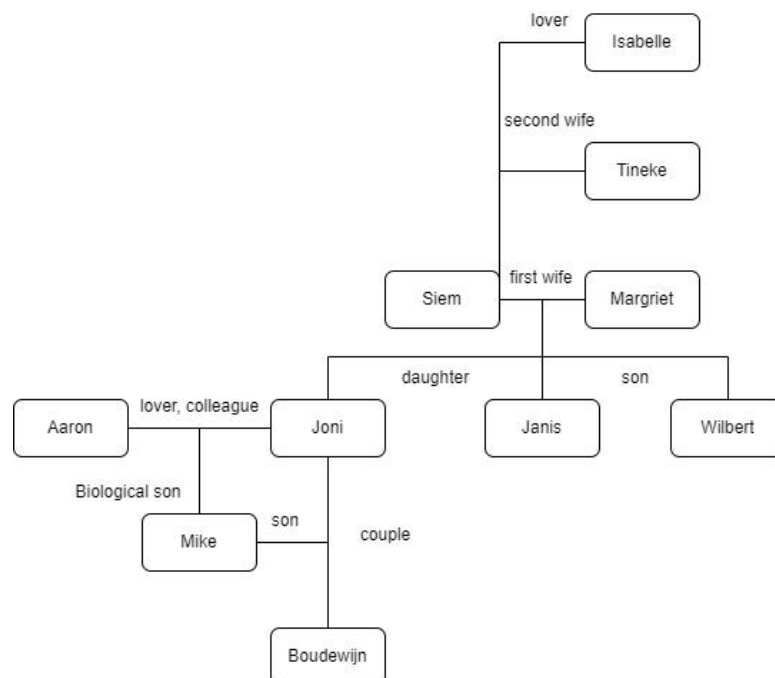 lover
Isabelle
second wife
Tineke
first wife
Siem
Margriet
daughter
son
lover, colleague
Aaron
Joni
Janis
Wilbert
Biological son
son
couple
Mike
Boudewijn